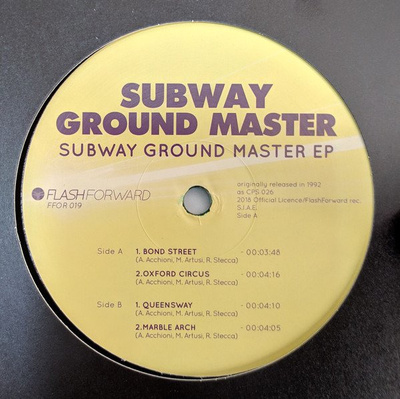 SUBWAY
GROUND MASTER
SUBWAY GROUND MASTER EP
FLASHFORWARD
FFOR 019
originally released in 1992
as CPS 026
2018 Official Licence/FlashForward rec.
S.I.A.E.
Side A
Side A 1. BOND STREET - 00:03:48
(A. Acchioni, M. Artusi, R. Stecca)
2.OXFORD CIRCUS - 00:04:16
(A. Acchioni, M. Artusi, R. Stecca)
Side B 1. QUEENSWAY - 00:04:10
(A. Acchioni, M. Artusi, R. Stecca)
2.MARBLE ARCH - 00:04:05
(A. Acchioni, M. Artusi, R. Stecca)